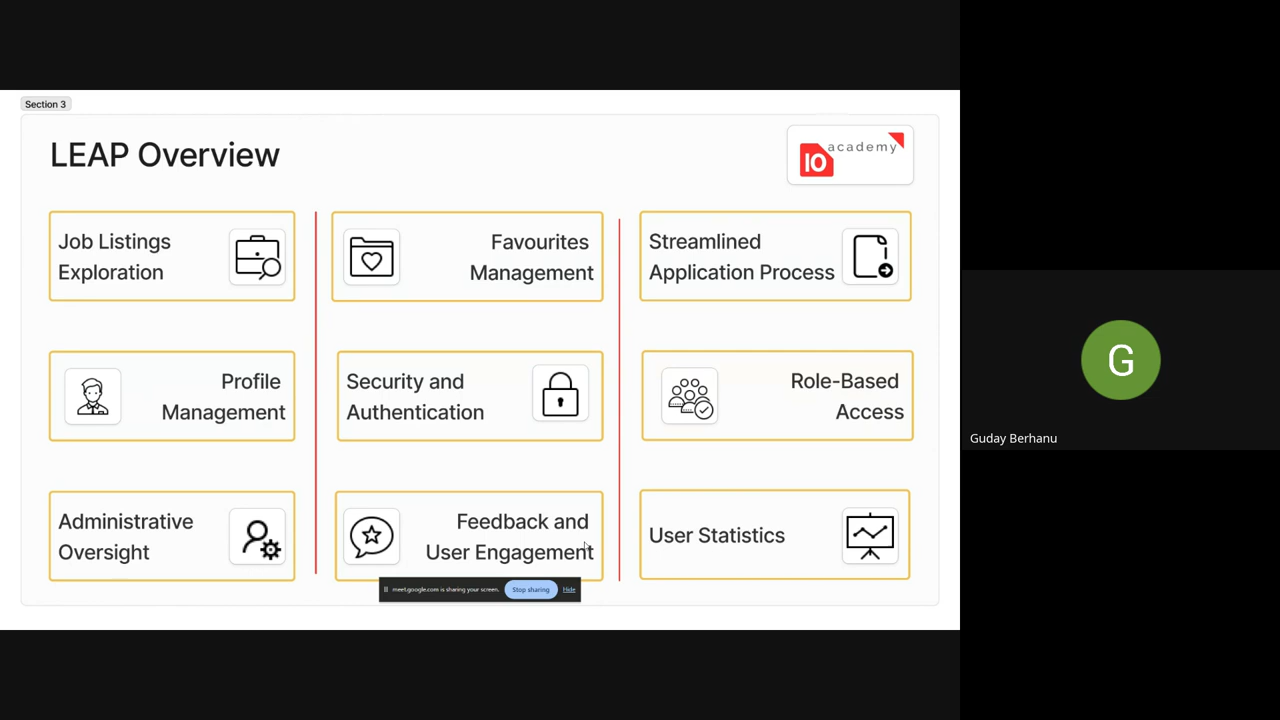 Section 3
LEAP Overview
IO academy
Job Listings
Exploration
Favourites
Management
Streamlined
Application Process
Profile
Management
Security and
Authentication
Role-Based
Access
Administrative
Oversight
Feedback and
User Engagement
User Statistics
meet.google.com is sharing your screen. Stop sharing Hide
G
Guday Berhanu